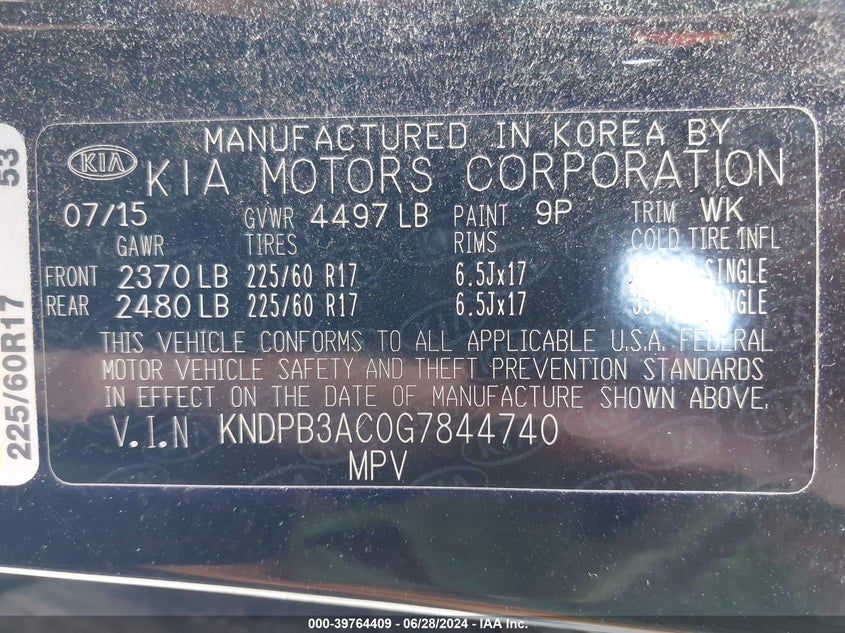 MANUFACTURED IN KOREA BY
KIA KIA MOTORS CORPORATION
07/15 GVWR 4497 LB PAINT 9P TRIM WK
GAWR TIRES RIMS COLD TIRE INFL
FRONT 2370 LB 225/60 R17 6.5Jx17 SINGLE
REAR 2480 LB 225/60 R17 6.5Jx17
THIS VEHICLE CONFORMS TO ALL APPLICABLE U.S.A. FEDERAL
MOTOR VEHICLE SAFETY AND THEFT PREVENTION STANDARDS
IN EFFECT ON THE DATE OF MANUFACTURE SHOWN ABOVE.
V.I.N KNDPB3AC0G7844740
MPV
225/60R17 53
000-39764409 - 06/28/2024 - IAA Inc.